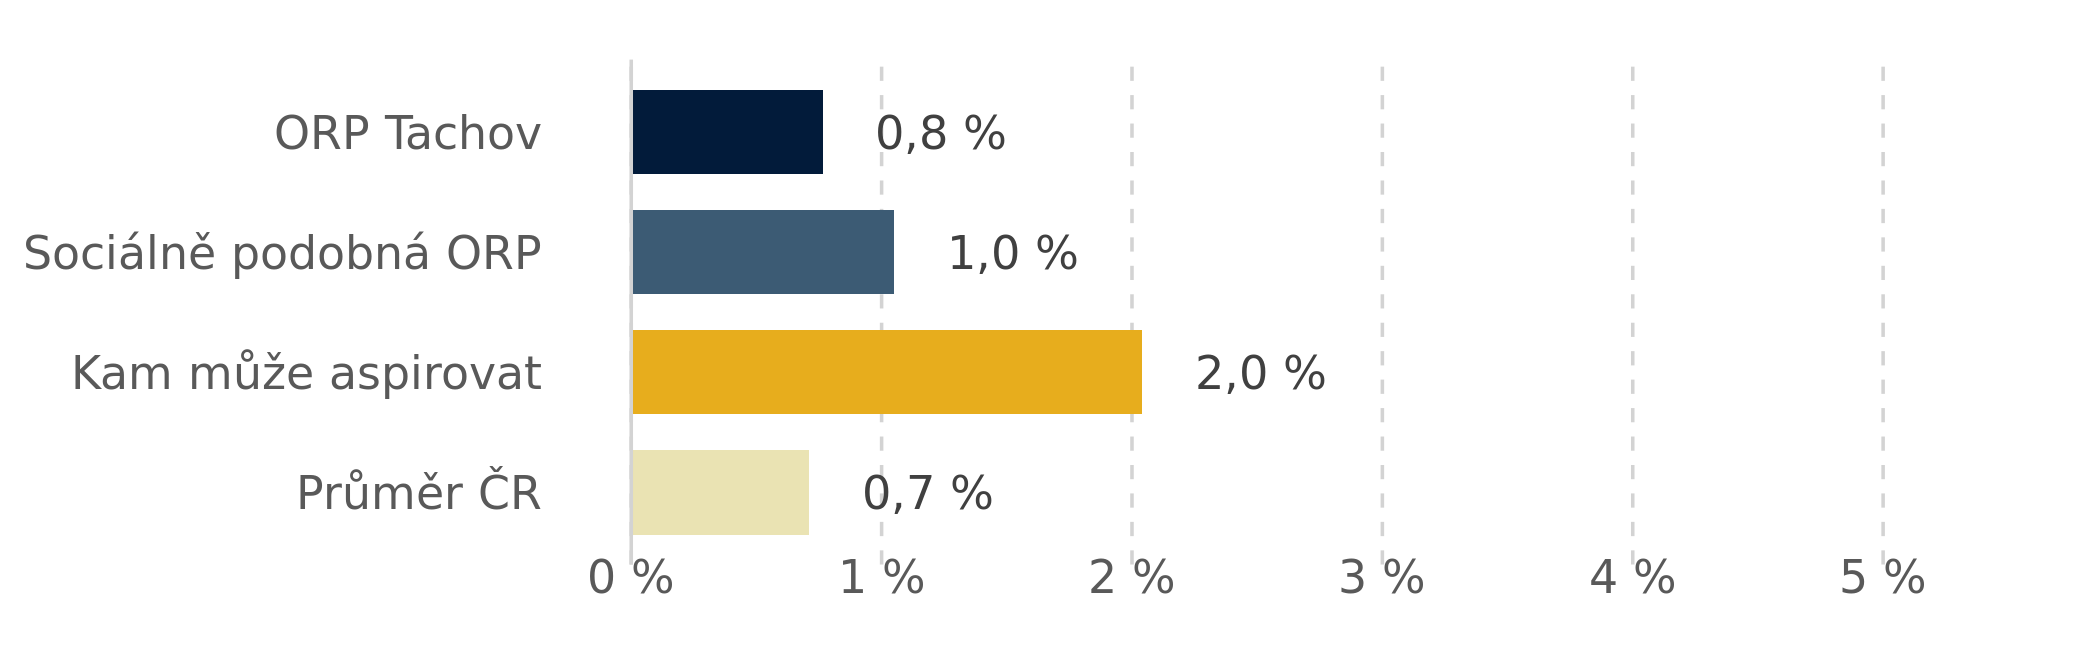 ORP Tachov 0,8 %
Sociálně podobná ORP 1,0 %
Kam může aspirovat 2,0 %
Průměr ČR 0,7 %
0 % 1 % 2 % 3 % 4 % 5 %